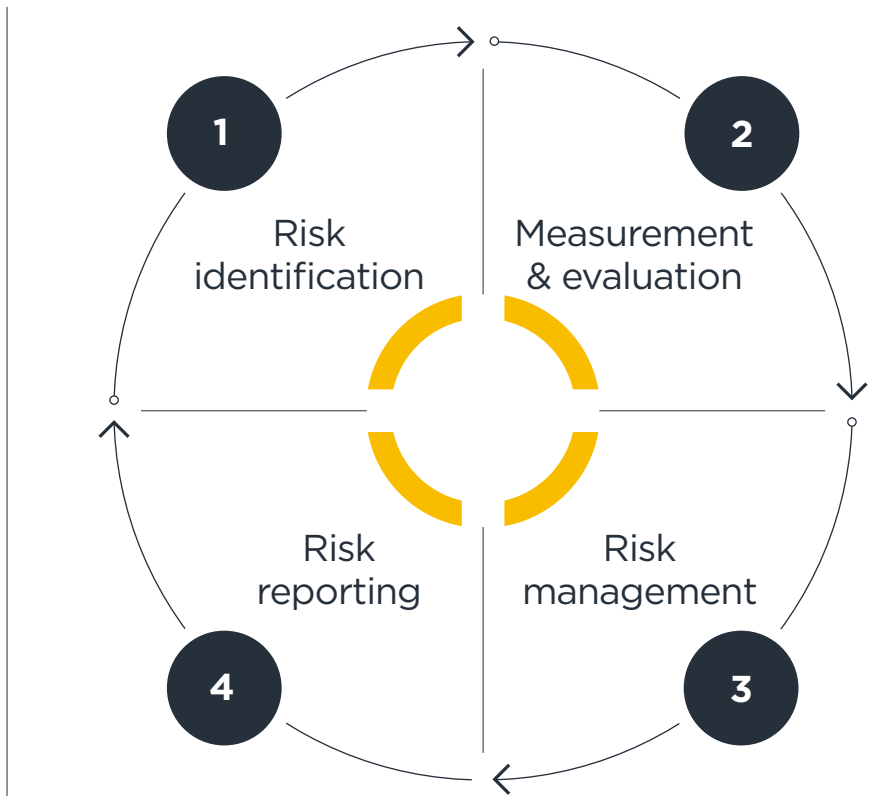 1
Risk
identification
2
Measurement
& evaluation
3
Risk
management
4
Risk
reporting